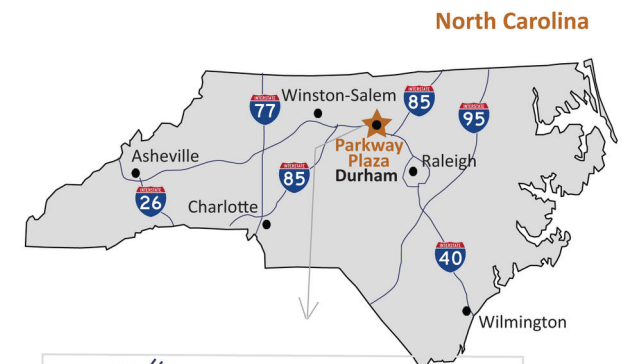 North Carolina
INTERSTATE
77
Winston-Salem
INTERSTATE
85
INTERSTATE
95
Parkway
Plaza
Durham
Raleigh
Asheville
INTERSTATE
26
INTERSTATE
85
Charlotte
INTERSTATE
40
Wilmington